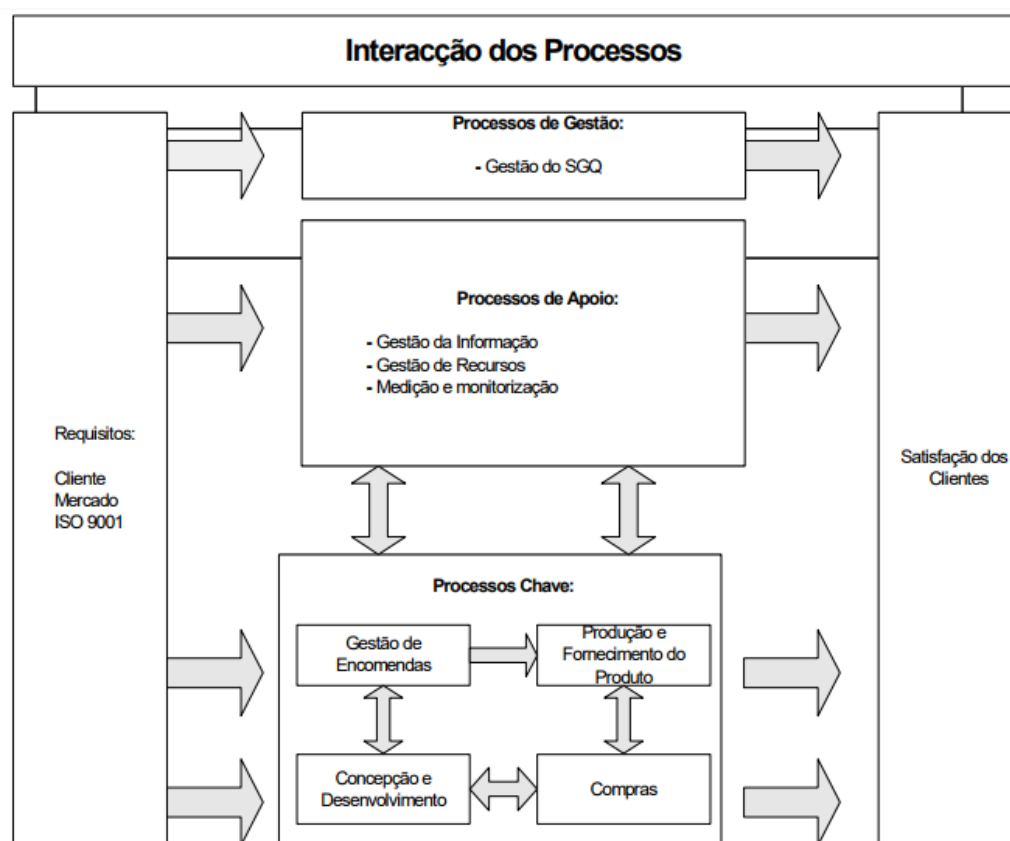 Interacção dos Processos
Processos de Gestão:
- Gestão do SGQ
Processos de Apoio:
- Gestão da Informação
- Gestão de Recursos
- Medição e monitorização
Requisitos:
Cliente
Mercado
ISO 9001
Satisfação dos
Clientes
Processos Chave:
Gestão de
Encomendas
Produção e
Fornecimento do
Produto
Concepção e
Desenvolvimento
Compras